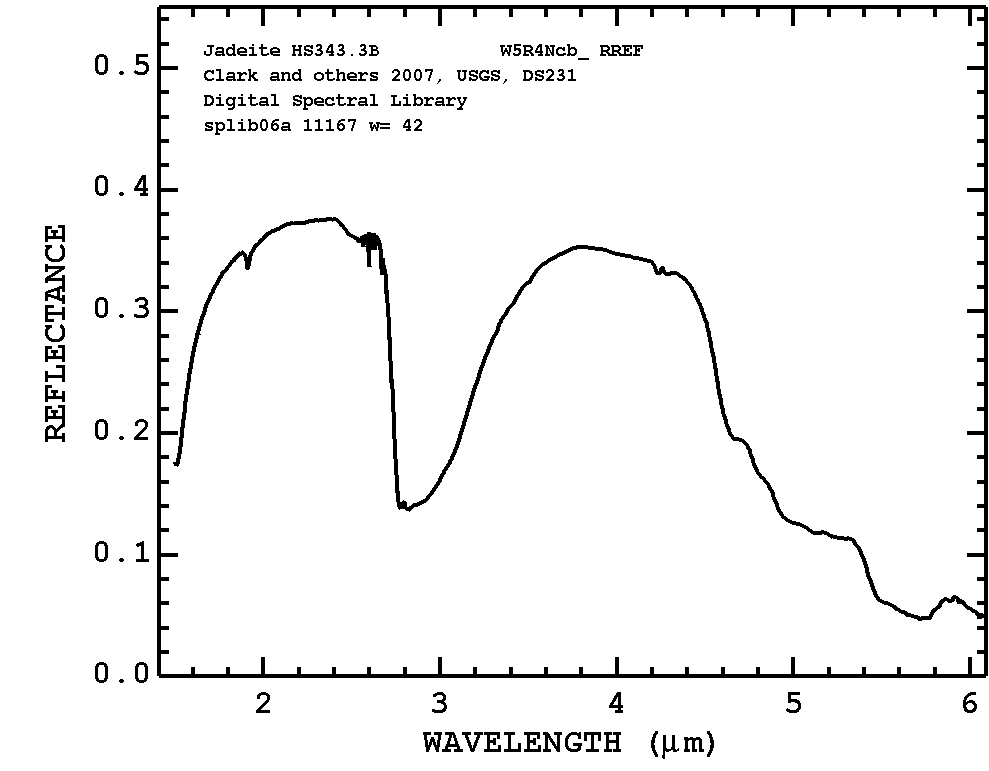 Jadeite HS343.3B W5R4Ncb_ RREF
Clark and others 2007, USGS, DS231
Digital Spectral Library
splib06a 11167 w= 42
0.5
0.4
0.3
0.2
0.1
0.0
REFLECTANCE
2 3 4 5 6
WAVELENGTH (μm)